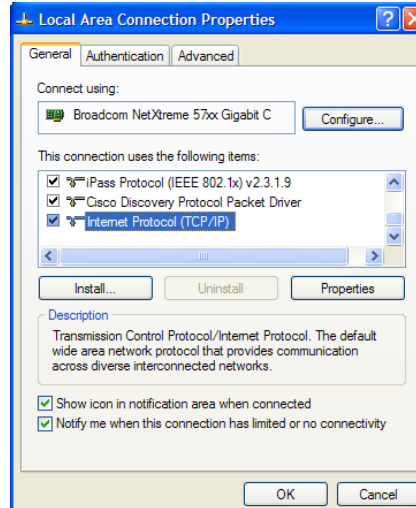 Local Area Connection Properties
General Authentication Advanced
Connect using:
Broadcom NetXtreme 57xx Gigabit C
Configure...
This connection uses the following items:
iPass Protocol (IEEE 802.1x) v2.3.1.9
Cisco Discovery Protocol Packet Driver
Internet Protocol (TCP/IP)
Install... Uninstall Properties
Description
Transmission Control Protocol/Internet Protocol. The default
wide area network protocol that provides communication
across diverse interconnected networks.
Show icon in notification area when connected
Notify me when this connection has limited or no connectivity
OK Cancel